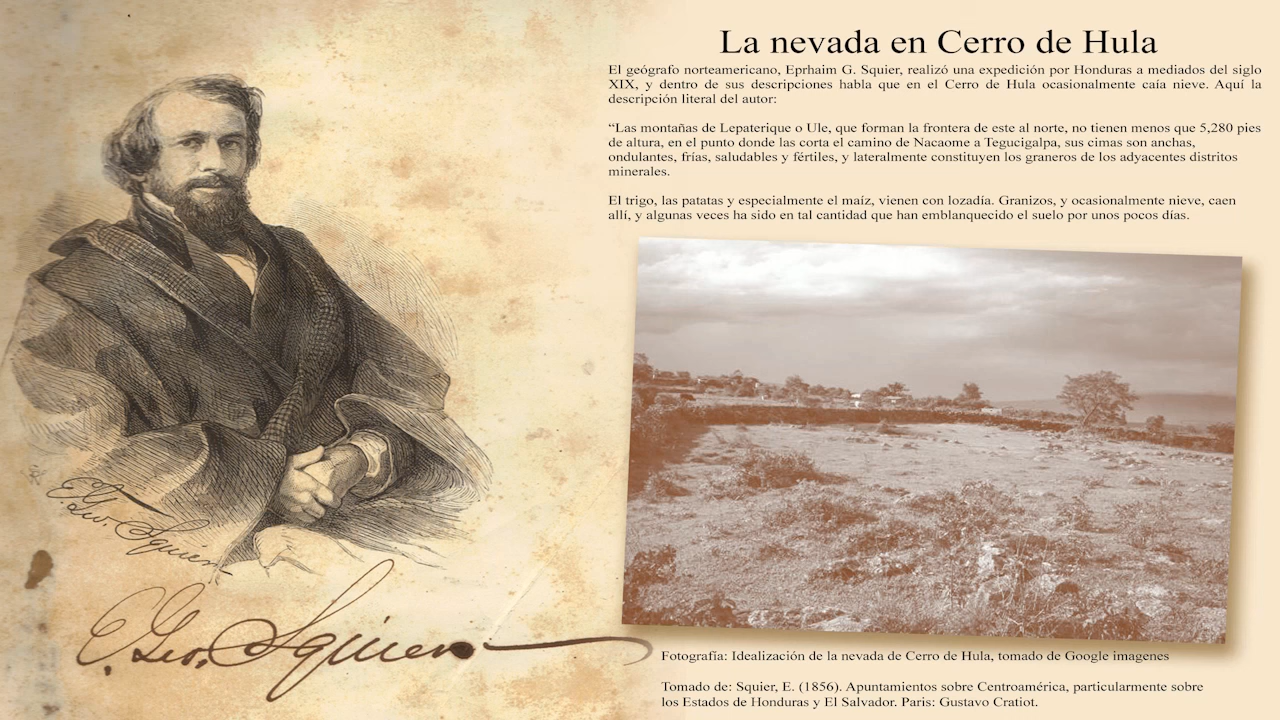 La nevada en Cerro de Hula
El geógrafo norteamericano, Eprhaim G. Squier, realizó una expedición por Honduras a mediados del siglo
XIX, y dentro de sus descripciones habla que en el Cerro de Hula ocasionalmente caía nieve. Aquí la
descripción literal del autor:
“Las montañas de Lepaterique o Ule, que forman la frontera de este al norte, no tienen menos que 5,280 pies
de altura, en el punto donde las corta el camino de Nacaome a Tegucigalpa, sus cimas son anchas,
ondulantes, frías, saludables y fértiles, y lateralmente constituyen los graneros de los adyacentes distritos
minerales.
El trigo, las patatas y especialmente el maíz, vienen con lozadía. Granizos, y ocasionalmente nieve, caen
allí, y algunas veces ha sido en tal cantidad que han emblanquecido el suelo por unos pocos días.
E. Geo. Squier
E. Geo. Squier
Fotografía: Idealización de la nevada de Cerro de Hula, tomado de Google imagenes
Tomado de: Squier, E. (1856). Apuntamientos sobre Centroamérica, particularmente sobre
los Estados de Honduras y El Salvador. Paris: Gustavo Cratiot.